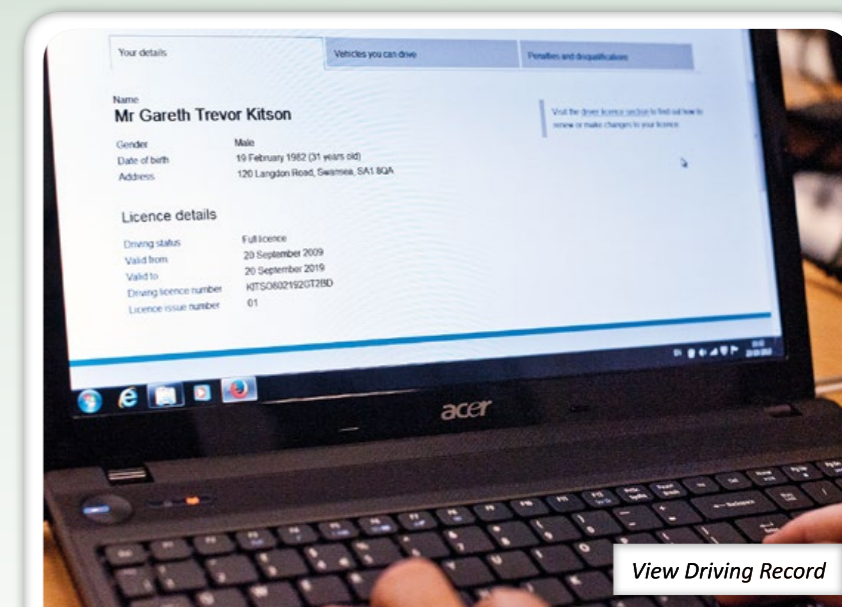 Your details
Vehicles you can drive
Penalties and disqualifications
Name
Mr Gareth Trevor Kitson
Visit the driver licence section to find out how to
renew or make changes to your licence.
Gender Male
Date of birth 19 February 1982 (31 years old)
Address 120 Langdon Road, Swansea, SA1 8QA
Licence details
Driving status Full licence
Valid from 20 September 2009
Valid to 20 September 2019
Driving licence number KITSO602192GT2BD
Licence issue number 01
acer
View Driving Record